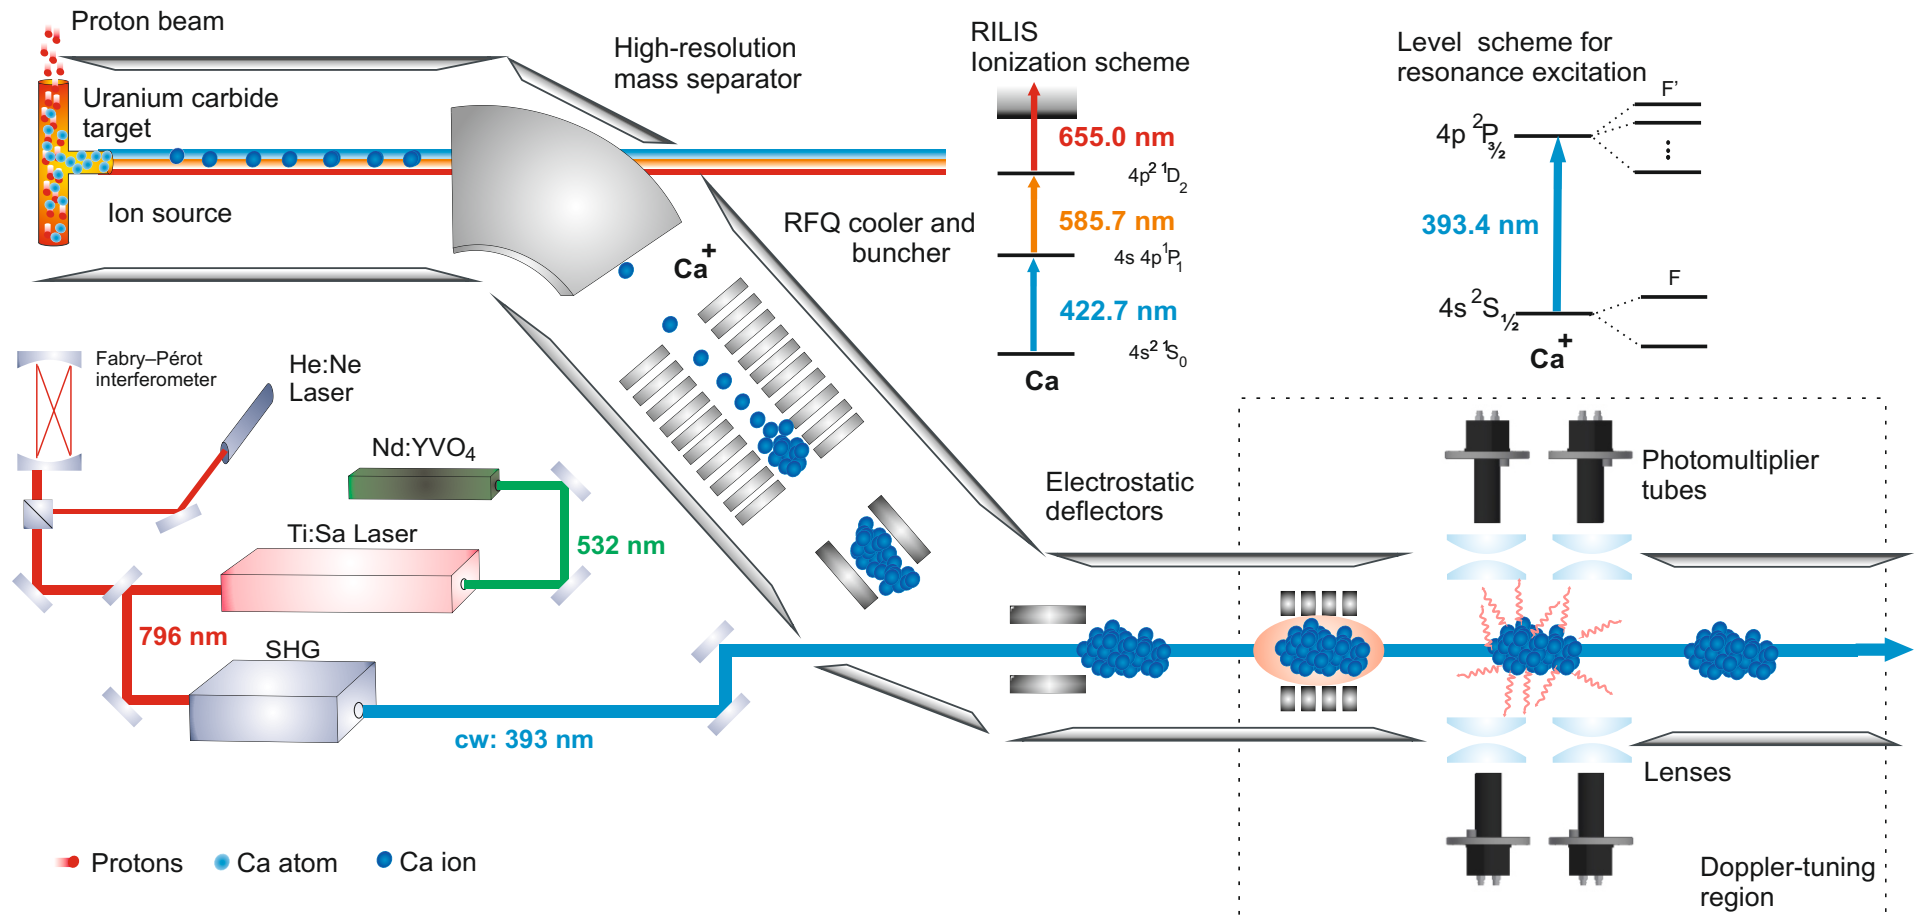 Proton beam
Uranium carbide
target
Ion source
High-resolution
mass separator
RFQ cooler and
buncher
Ca+
RILIS
Ionization scheme
655.0 nm
4p² ¹D₂
585.7 nm
4s 4p ¹P₁
422.7 nm
4s² ¹S₀
Ca
Level scheme for
resonance excitation
F'
4p ²P₃/₂
393.4 nm
F
4s ²S₁/₂
Ca+
Fabry–Pérot
interferometer
He:Ne
Laser
Nd:YVO₄
Ti:Sa Laser
532 nm
796 nm
SHG
cw: 393 nm
Electrostatic
deflectors
Photomultiplier
tubes
Lenses
Doppler-tuning
region
Protons
Ca atom
Ca ion